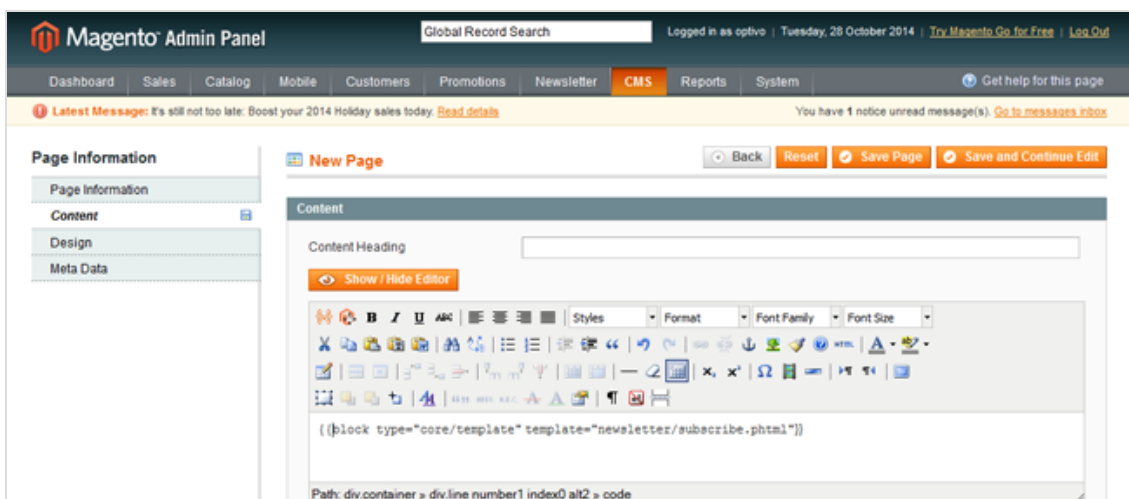 Magento Admin Panel
Global Record Search
Logged in as optivo | Tuesday, 28 October 2014 | Try Magento Go for Free | Log Out
Dashboard Sales Catalog Mobile Customers Promotions Newsletter CMS Reports System Get help for this page
Latest Message: It's still not too late: Boost your 2014 Holiday sales today. Read details You have 1 notice unread message(s). Go to messages inbox
Page Information
New Page
Back Reset Save Page Save and Continue Edit
Page Information
Content
Design
Meta Data
Content
Content Heading
Show / Hide Editor
B I U ABC Styles Format Font Family Font Size
HTML A ab
{{block type="core/template" template="newsletter/subscribe.phtml"}}
Path: div.container » div.line number1 index0 alt2 » code